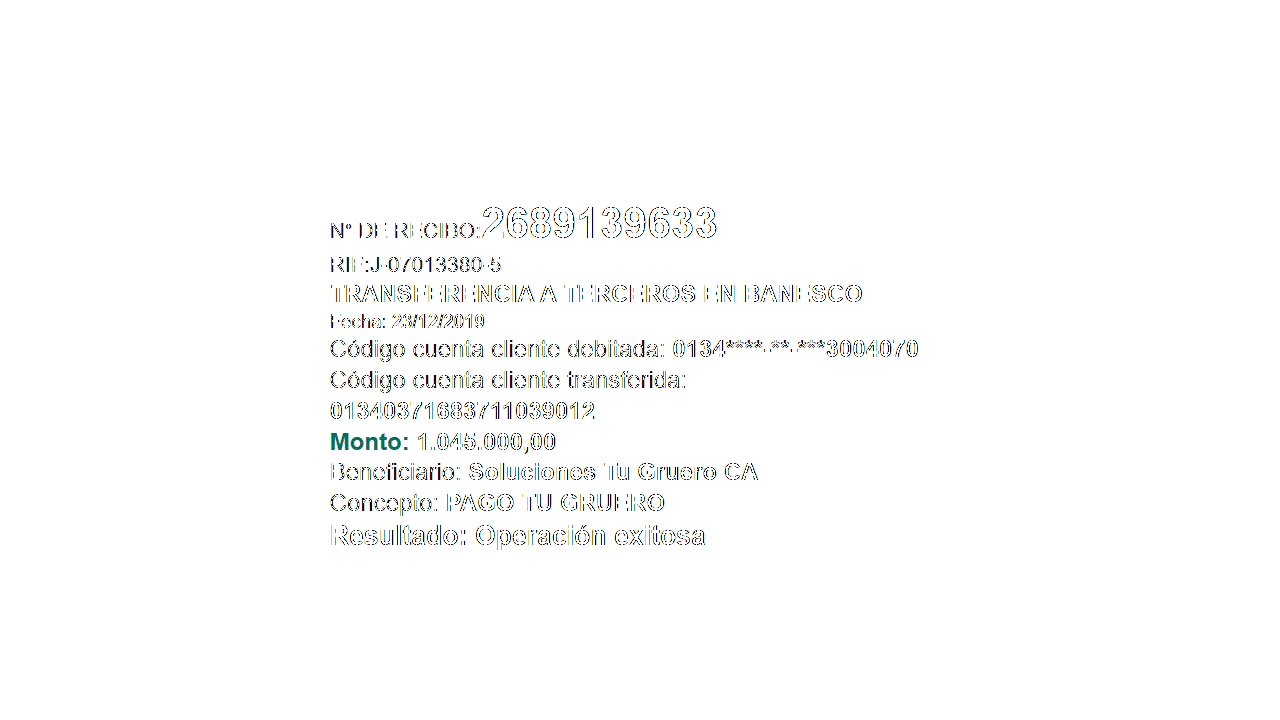 N° DE RECIBO:2689139633
RIF:J-07013380-5
TRANSFERENCIA A TERCEROS EN BANESCO
Fecha: 23/12/2019
Código cuenta cliente debitada: 0134****-**-***3004070
Código cuenta cliente transferida:
01340371683711039012
Monto: 1.045.000,00
Beneficiario: Soluciones Tu Gruero CA
Concepto: PAGO TU GRUERO
Resultado: Operación exitosa